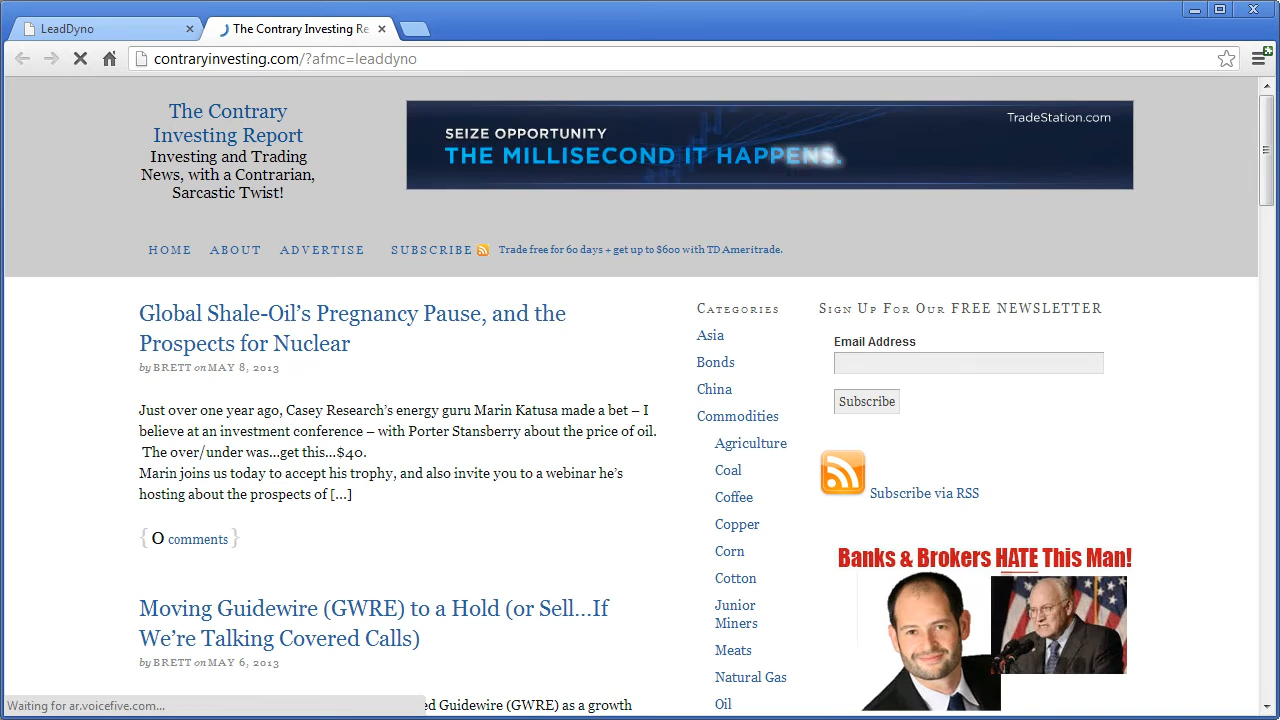 LeadDyno
The Contrary Investing Re
contraryinvesting.com/?afmc=leaddyno
The Contrary
Investing Report
Investing and Trading
News, with a Contrarian,
Sarcastic Twist!
SEIZE OPPORTUNITY
THE MILLISECOND IT HAPPENS.
TradeStation.com
HOME ABOUT ADVERTISE SUBSCRIBE Trade free for 60 days + get up to $600 with TD Ameritrade.
Global Shale-Oil’s Pregnancy Pause, and the
Prospects for Nuclear
by BRETT on MAY 8, 2013
Just over one year ago, Casey Research’s energy guru Marin Katusa made a bet – I
believe at an investment conference – with Porter Stansberry about the price of oil.
The over/under was…get this…$40.
Marin joins us today to accept his trophy, and also invite you to a webinar he’s
hosting about the prospects of […]
{ 0 comments }
Moving Guidewire (GWRE) to a Hold (or Sell…If
We’re Talking Covered Calls)
by BRETT on MAY 6, 2013
ed Guidewire (GWRE) as a growth
Categories
Asia
Bonds
China
Commodities
Agriculture
Coal
Coffee
Copper
Corn
Cotton
Junior
Miners
Meats
Natural Gas
Oil
Sign Up For Our FREE NEWSLETTER
Email Address
Subscribe
Subscribe via RSS
Banks & Brokers HATE This Man!
Waiting for ar.voicefive.com...